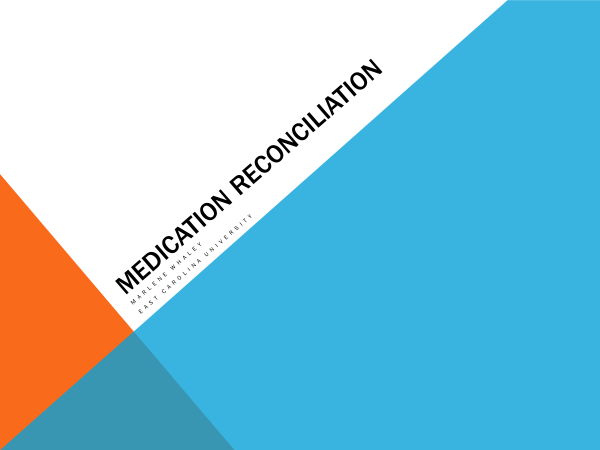 MEDICATION RECONCILIATION
MARLENE WHALEY
EAST CAROLINA UNIVERSITY